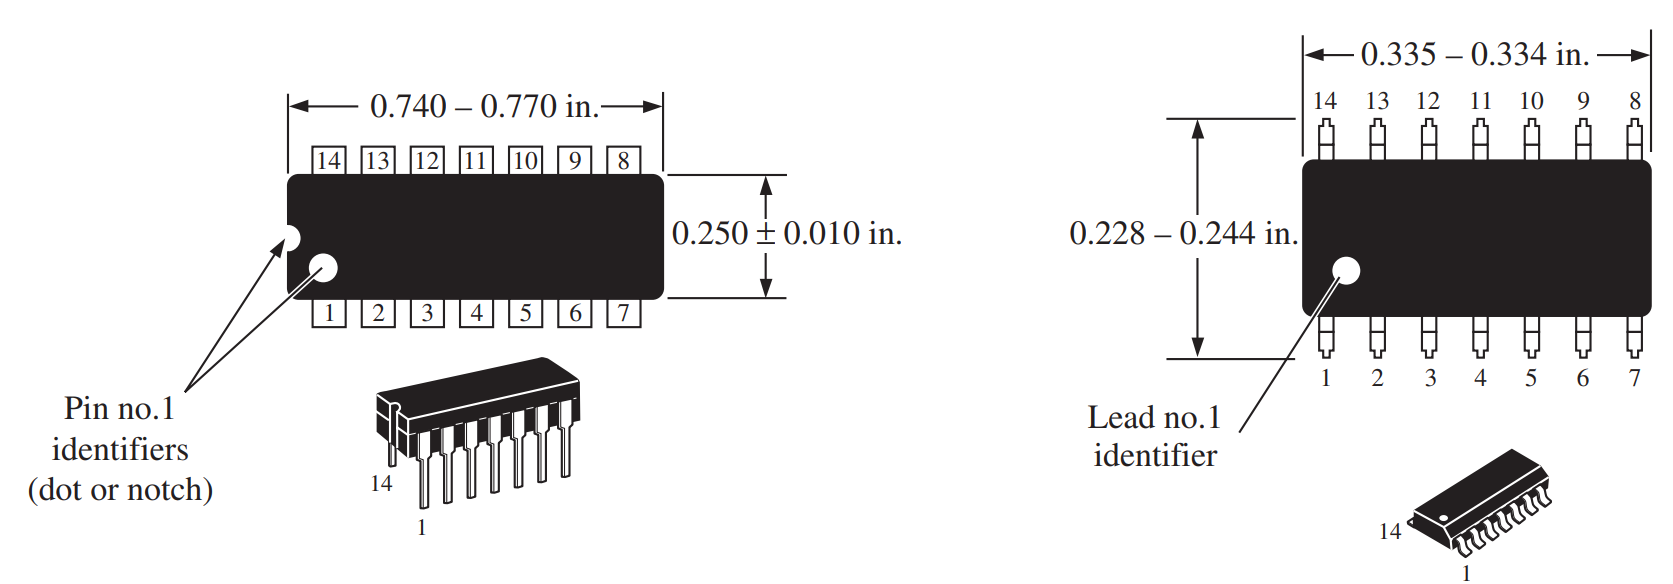 0.740 – 0.770 in.
14 13 12 11 10 9 8
0.250 ± 0.010 in.
1 2 3 4 5 6 7
Pin no.1
identifiers
(dot or notch)
14
1
0.335 – 0.334 in.
14 13 12 11 10 9 8
0.228 – 0.244 in.
1 2 3 4 5 6 7
Lead no.1
identifier
14
1